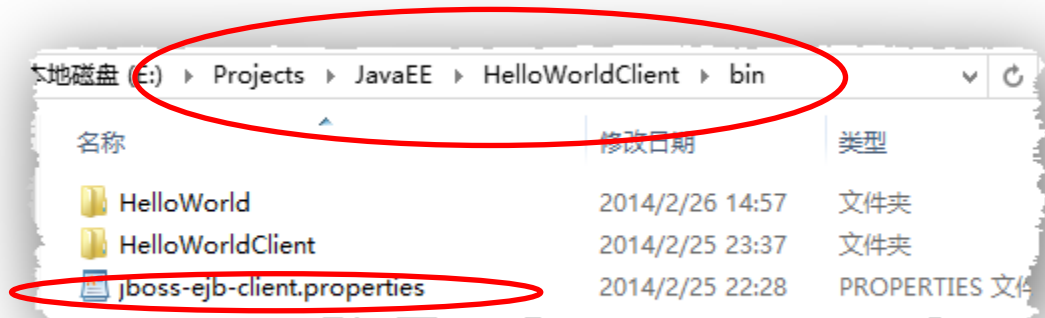 本地磁盘 (E:) Projects JavaEE HelloWorldClient bin
名称 修改日期 类型
HelloWorld 2014/2/26 14:57 文件夹
HelloWorldClient 2014/2/25 23:37 文件夹
jboss-ejb-client.properties 2014/2/25 22:28 PROPERTIES 文件